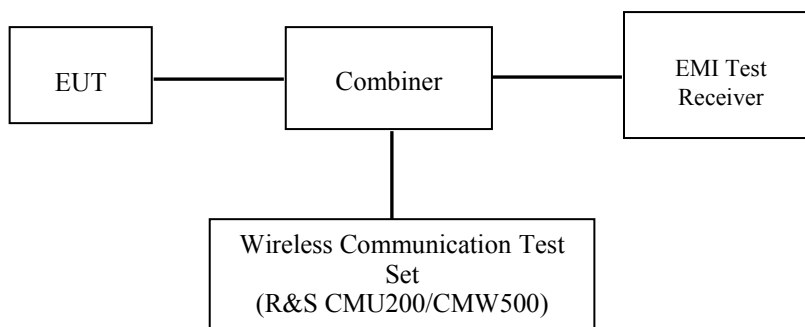 EUT
Combiner
EMI Test
Receiver
Wireless Communication Test
Set
(R&S CMU200/CMW500)